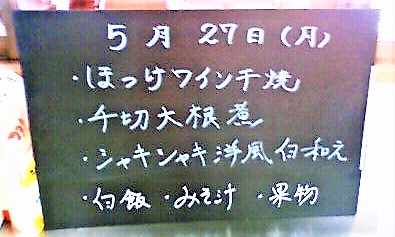 5月27日(月)
・ほっけワイン干焼
・千切大根煮
・シャキシャキ洋風白和え
・白飯・みそ汁・果物